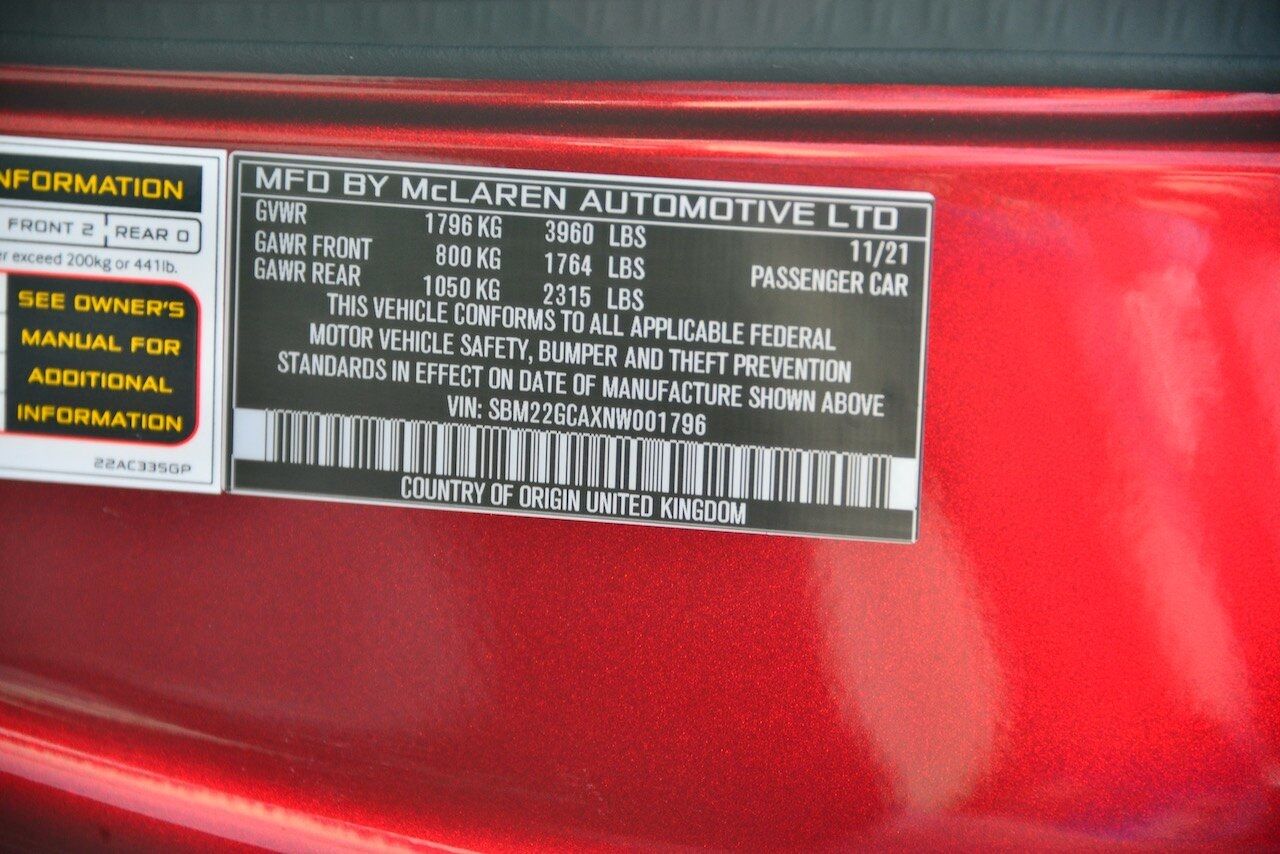 NFORMATION
FRONT 2 REAR 0
exceed 200kg or 441lb.
SEE OWNER'S
MANUAL FOR
ADDITIONAL
INFORMATION
22AC335GP
MFD BY McLAREN AUTOMOTIVE LTD
GVWR 1796 KG 3960 LBS 11/21
GAWR FRONT 800 KG 1764 LBS PASSENGER CAR
GAWR REAR 1050 KG 2315 LBS
THIS VEHICLE CONFORMS TO ALL APPLICABLE FEDERAL
MOTOR VEHICLE SAFETY, BUMPER AND THEFT PREVENTION
STANDARDS IN EFFECT ON DATE OF MANUFACTURE SHOWN ABOVE
VIN: SBM22GCAXNW001796
COUNTRY OF ORIGIN UNITED KINGDOM